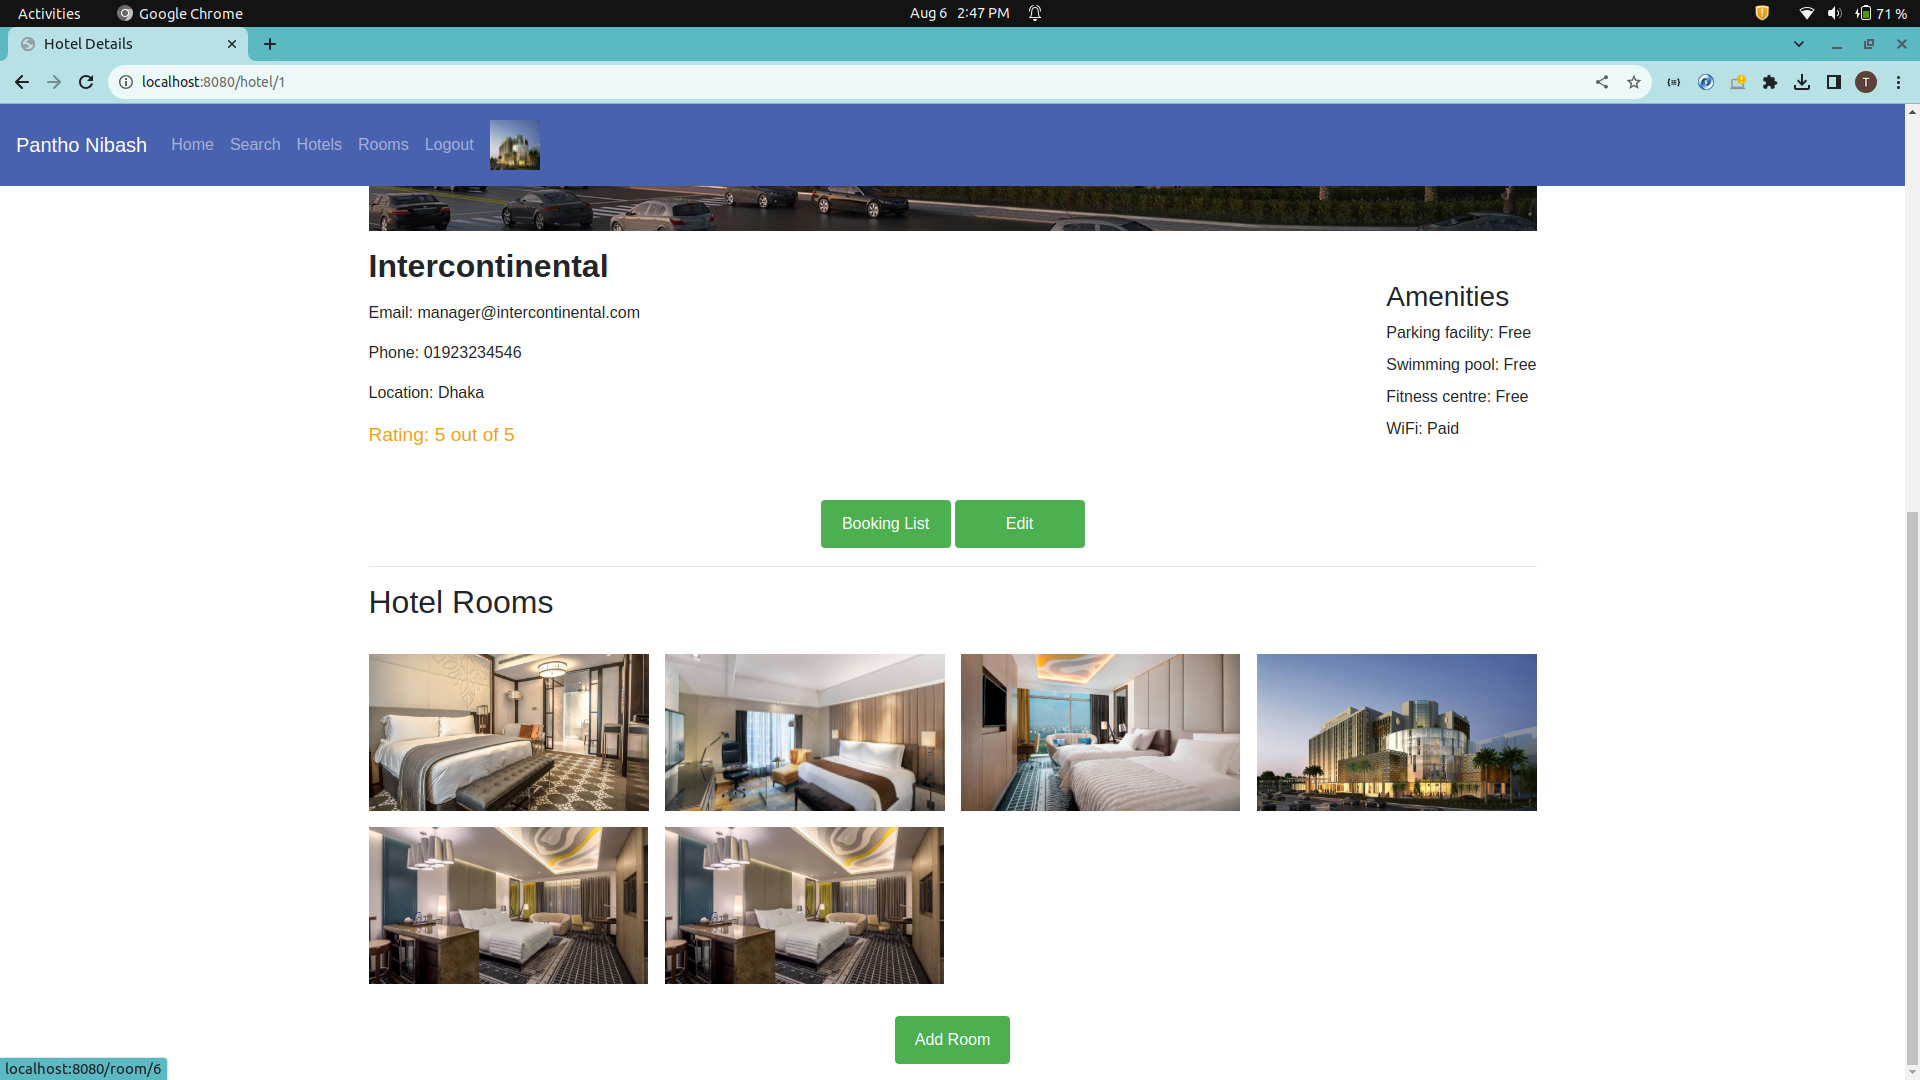 Activities Google Chrome Aug 6 2:47 PM 71 %
Hotel Details
localhost:8080/hotel/1 T
Pantho Nibash Home Search Hotels Rooms Logout
Intercontinental
Email: manager@intercontinental.com
Phone: 01923234546
Location: Dhaka
Rating: 5 out of 5
Amenities
Parking facility: Free
Swimming pool: Free
Fitness centre: Free
WiFi: Paid
Booking List Edit
Hotel Rooms
Add Room
localhost:8080/room/6